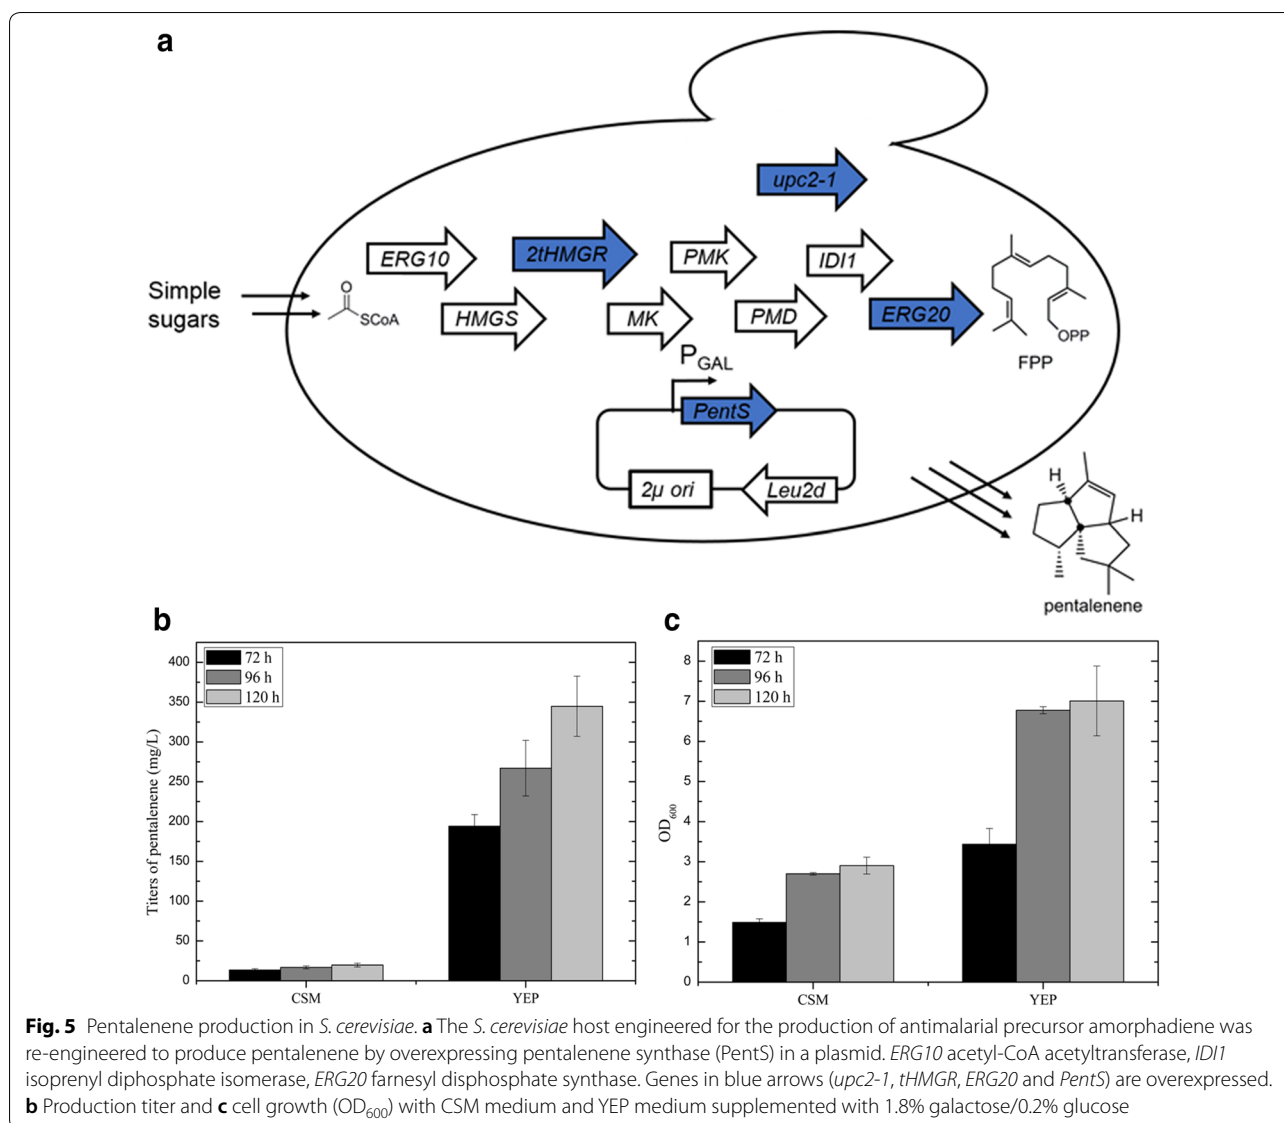 a
upc2-1
ERG10
2tHMGR
PMK
IDI1
Simple
sugars
O
SCoA
HMGS
MK
PMD
ERG20
OPP
FPP
PGAL
PentS
2µ ori
Leu2d
H
H
pentalenene
b
Titers of pentalenene (mg/L)
400
350
300
250
200
150
100
50
0
72 h
96 h
120 h
CSM
YEP
c
OD600
8
7
6
5
4
3
2
1
0
72 h
96 h
120 h
CSM
YEP
Fig. 5 Pentalenene production in S. cerevisiae. a The S. cerevisiae host engineered for the production of antimalarial precursor amorphadiene was
re-engineered to produce pentalenene by overexpressing pentalenene synthase (PentS) in a plasmid. ERG10 acetyl-CoA acetyltransferase, IDI1
isoprenyl diphosphate isomerase, ERG20 farnesyl disphosphate synthase. Genes in blue arrows (upc2-1, tHMGR, ERG20 and PentS) are overexpressed.
b Production titer and c cell growth (OD600) with CSM medium and YEP medium supplemented with 1.8% galactose/0.2% glucose